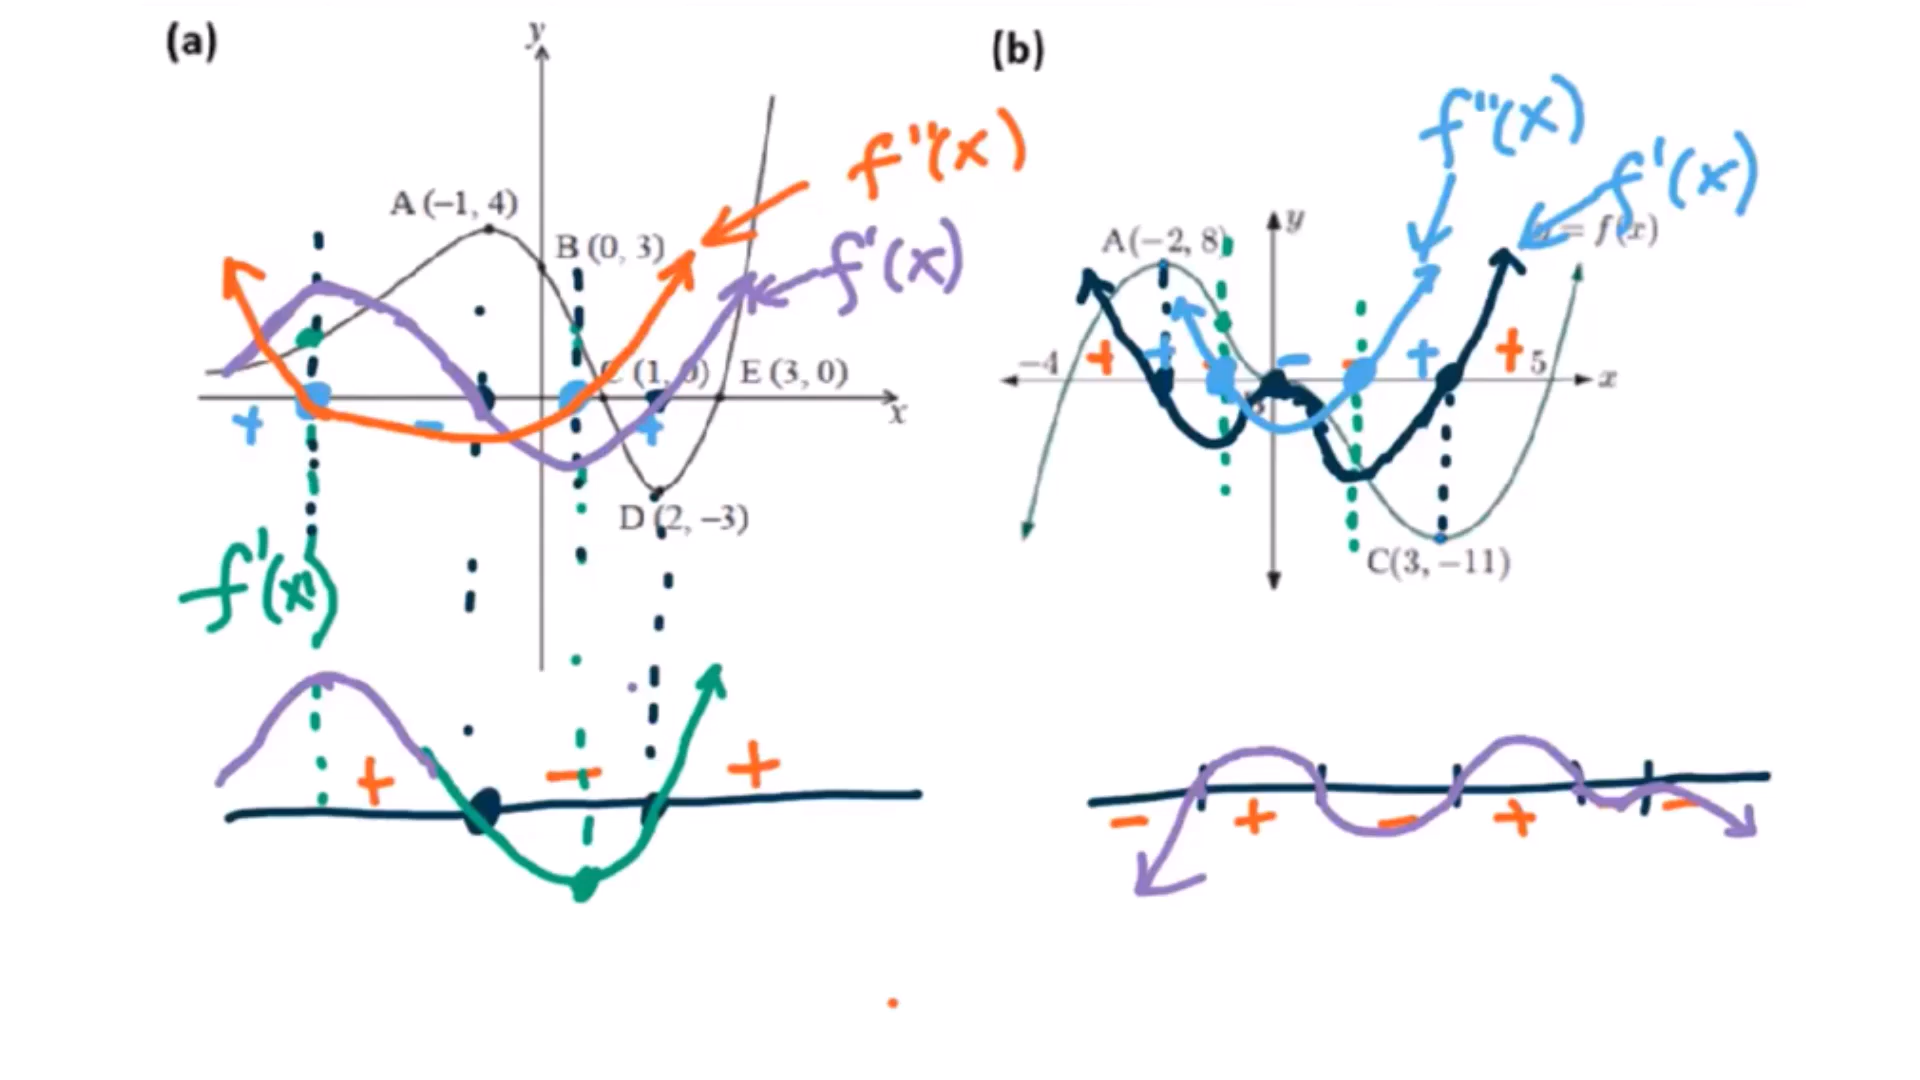 (a)
y
A (−1, 4)
B (0, 3)
f''(x)
f'(x)
C (1, 0)
E (3, 0)
x
+ − +
D (2, −3)
f'(x)
+ − +
(b)
f''(x)
f'(x)
y
y = f(x)
A(−2, 8)
−4
+ + − − + +
5
x
C(3, −11)
− + − + −